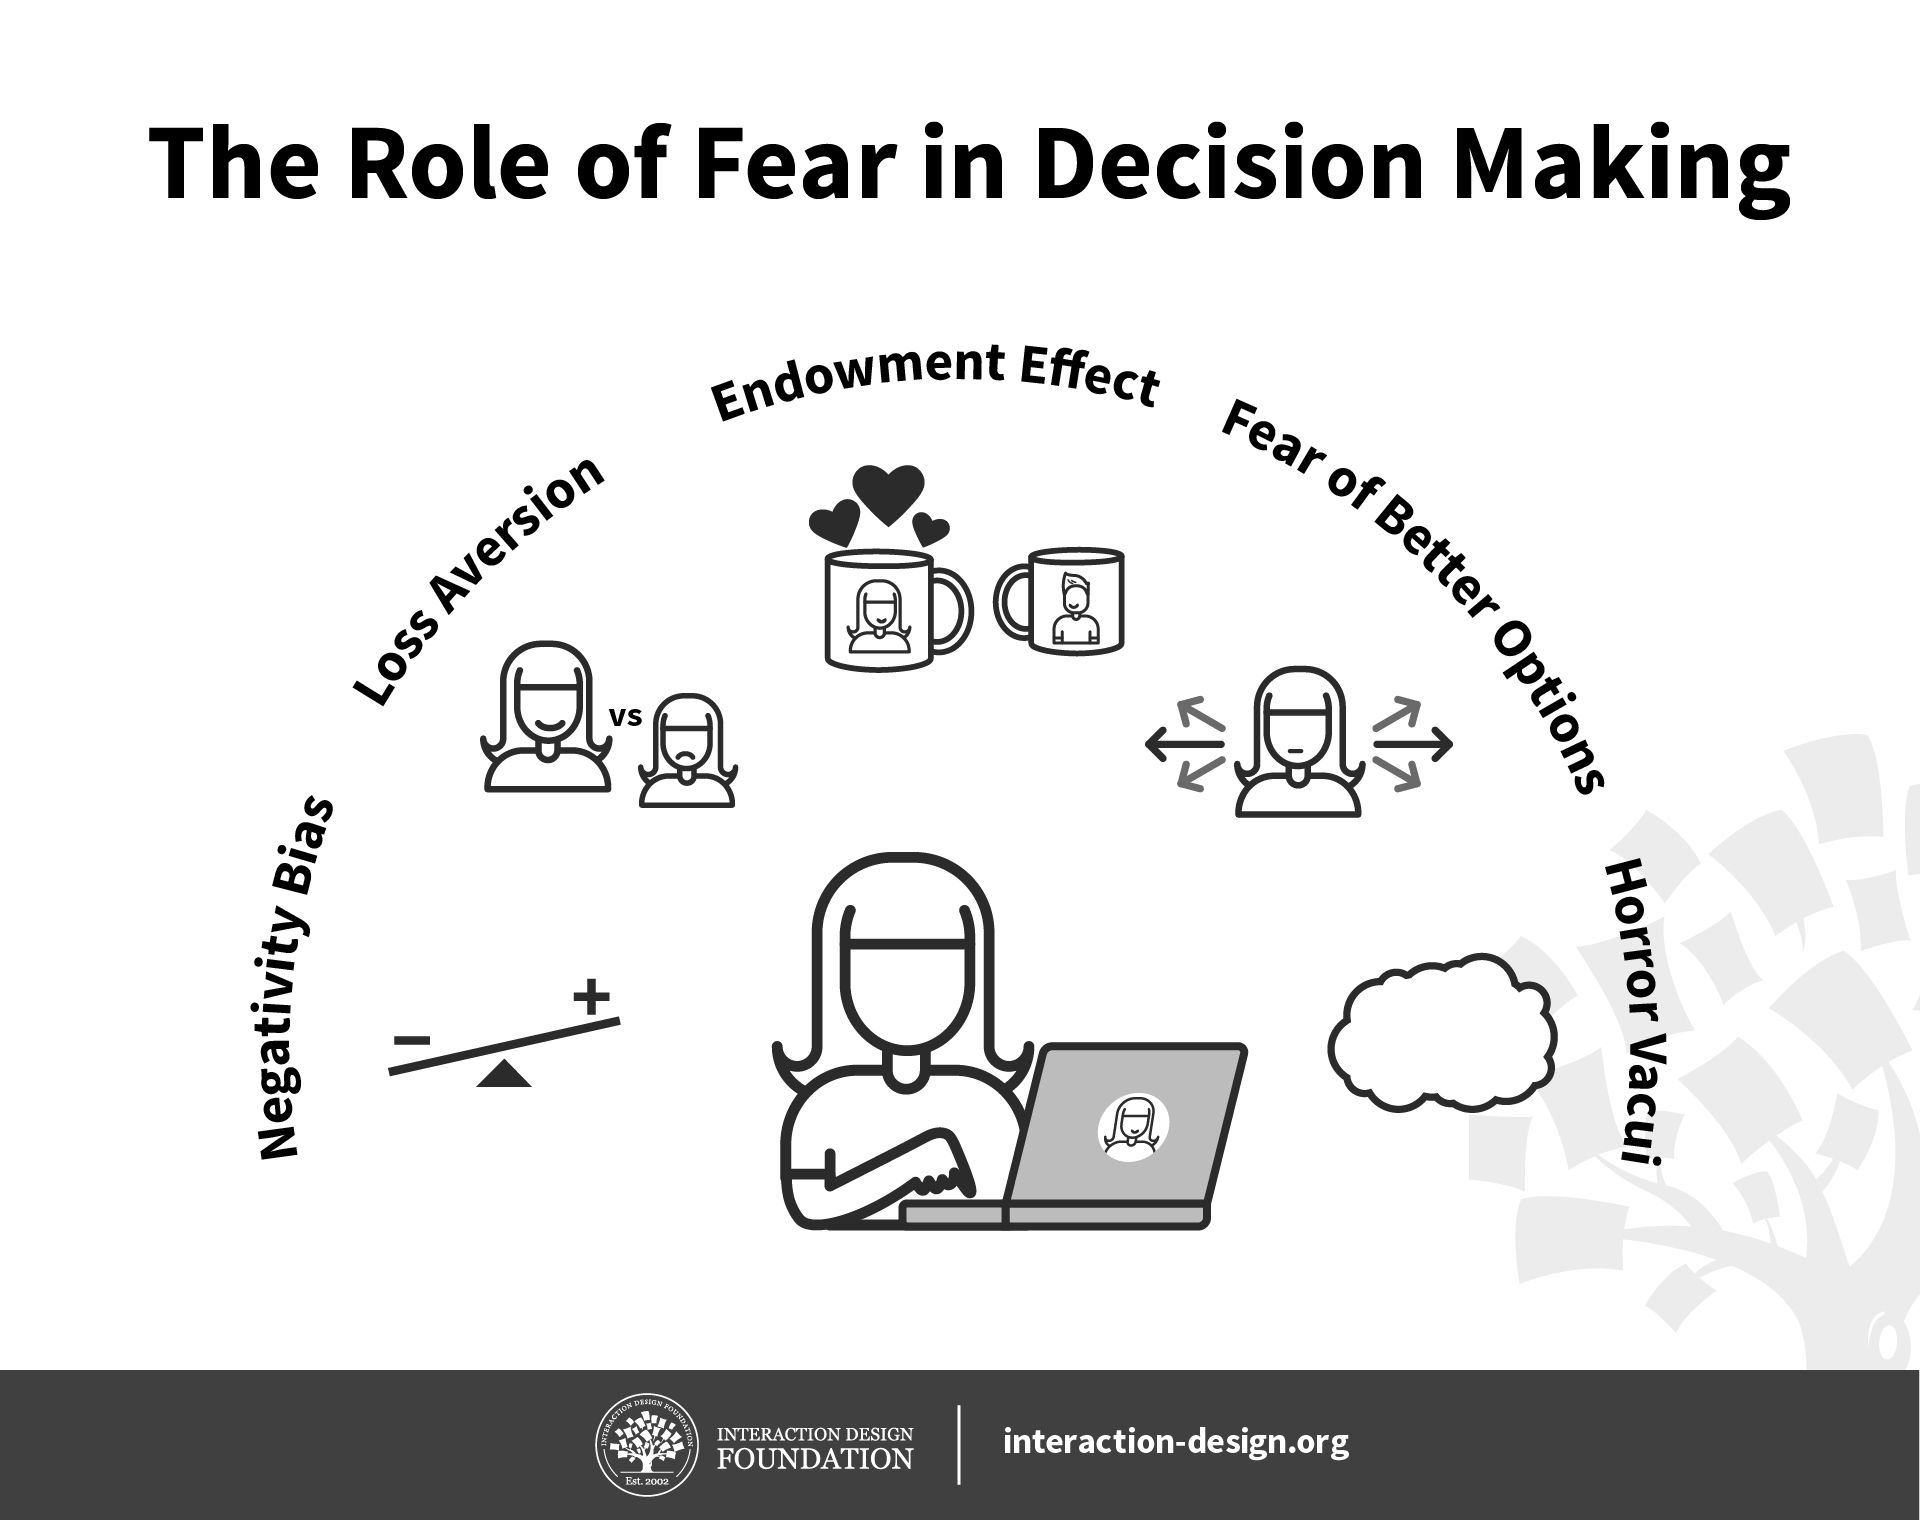 The Role of Fear in Decision Making
Negativity Bias
Loss Aversion
Endowment Effect
Fear of Better Options
Horror Vacui
vs
−
+
INTERACTION DESIGN FOUNDATION
Est. 2002
INTERACTION DESIGN
FOUNDATION
interaction-design.org